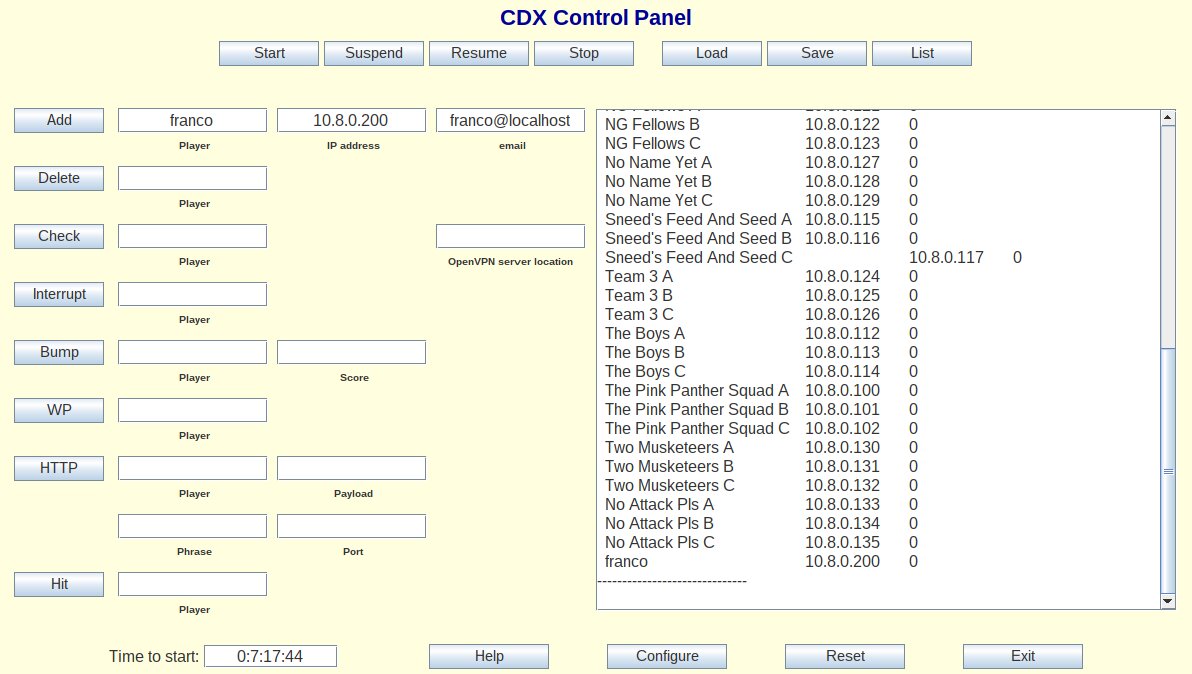 CDX Control Panel
Start Suspend Resume Stop Load Save List
Add franco 10.8.0.200 franco@localhost
Player IP address email
Delete
Player
Check
Player OpenVPN server location
Interrupt
Player
Bump
Player Score
WP
Player
HTTP
Player Payload
Phrase Port
Hit
Player
NG Fellows B 10.8.0.122 0
NG Fellows C 10.8.0.123 0
No Name Yet A 10.8.0.127 0
No Name Yet B 10.8.0.128 0
No Name Yet C 10.8.0.129 0
Sneed's Feed And Seed A 10.8.0.115 0
Sneed's Feed And Seed B 10.8.0.116 0
Sneed's Feed And Seed C 10.8.0.117 0
Team 3 A 10.8.0.124 0
Team 3 B 10.8.0.125 0
Team 3 C 10.8.0.126 0
The Boys A 10.8.0.112 0
The Boys B 10.8.0.113 0
The Boys C 10.8.0.114 0
The Pink Panther Squad A 10.8.0.100 0
The Pink Panther Squad B 10.8.0.101 0
The Pink Panther Squad C 10.8.0.102 0
Two Musketeers A 10.8.0.130 0
Two Musketeers B 10.8.0.131 0
Two Musketeers C 10.8.0.132 0
No Attack Pls A 10.8.0.133 0
No Attack Pls B 10.8.0.134 0
No Attack Pls C 10.8.0.135 0
franco 10.8.0.200 0
------------------------------
Time to start: 0:7:17:44 Help Configure Reset Exit